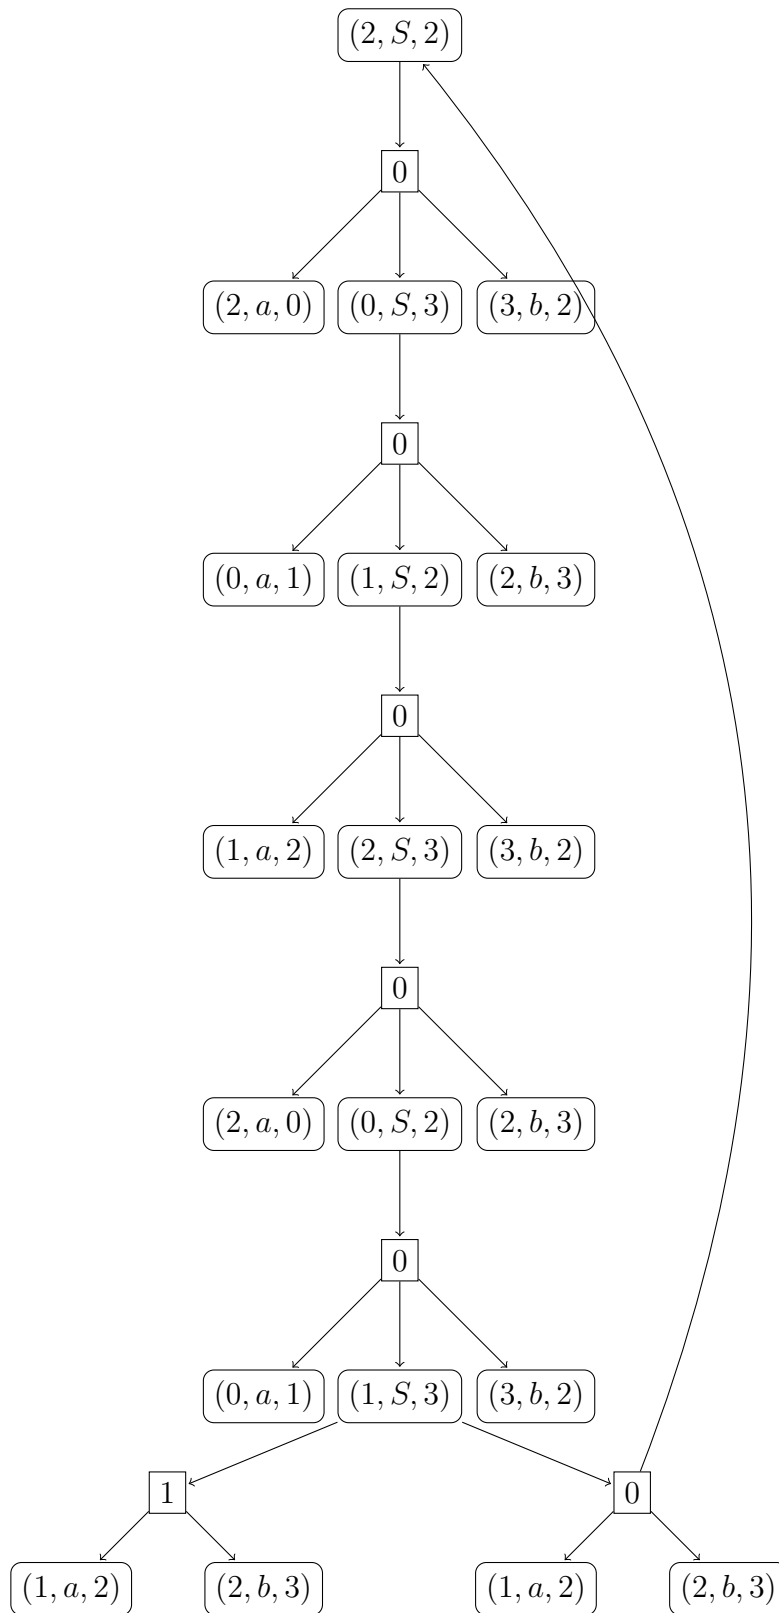 (2, S, 2)
0
(2, a, 0) (0, S, 3) (3, b, 2)
0
(0, a, 1) (1, S, 2) (2, b, 3)
0
(1, a, 2) (2, S, 3) (3, b, 2)
0
(2, a, 0) (0, S, 2) (2, b, 3)
0
(0, a, 1) (1, S, 3) (3, b, 2)
1 0
(1, a, 2) (2, b, 3) (1, a, 2) (2, b, 3)